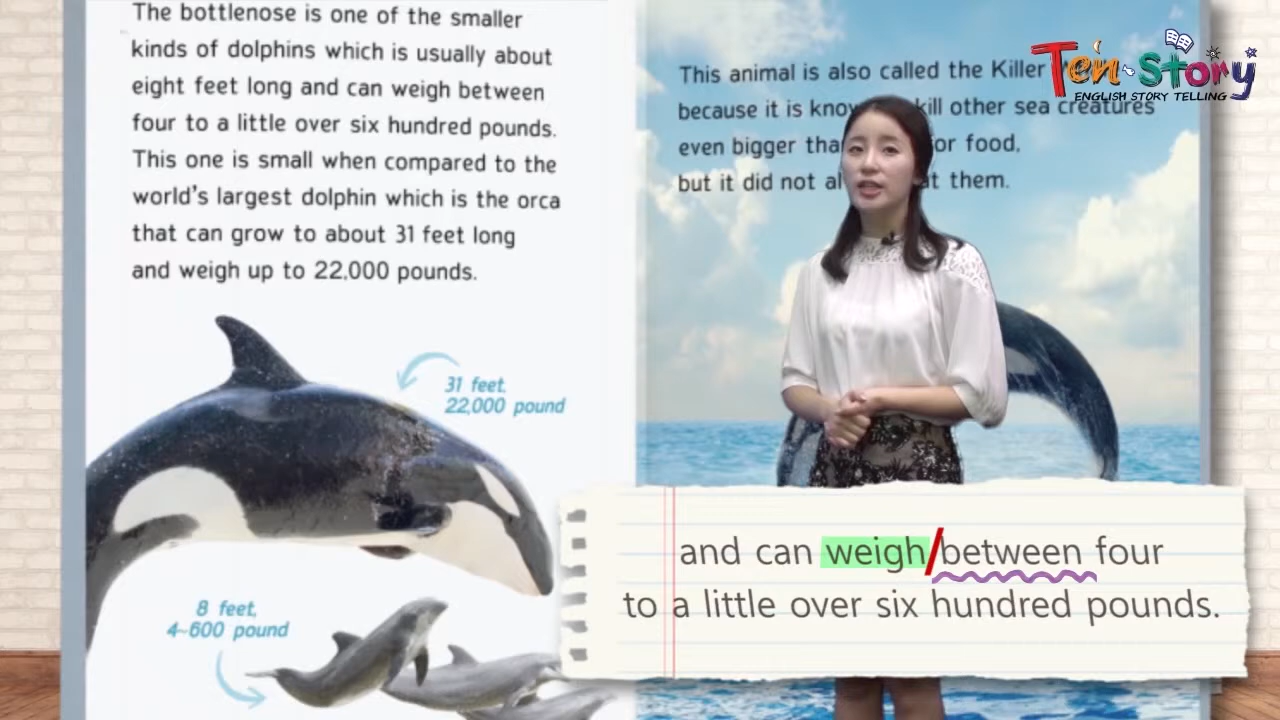 The bottlenose is one of the smaller
kinds of dolphins which is usually about
eight feet long and can weigh between
four to a little over six hundred pounds.
This one is small when compared to the
world's largest dolphin which is the orca
that can grow to about 31 feet long
and weigh up to 22,000 pounds.
31 feet.
22,000 pound
8 feet,
4~600 pound
Ten Story
ENGLISH STORY TELLING
This animal is also called the Killer
because it is kill other sea creatures
even bigger food,
but it did not them.
and can weigh/between four
to a little over six hundred pounds.